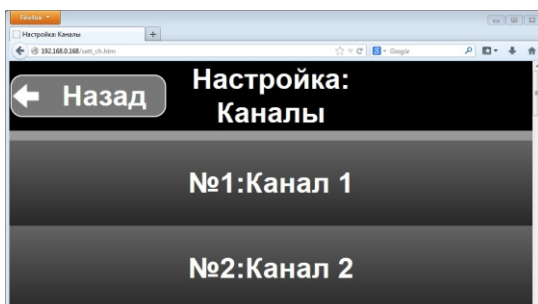 Firefox
Настройка: Каналы
192.168.0.168/sett_ch.htm
Google
Назад
Настройка:
Каналы
№1:Канал 1
№2:Канал 2